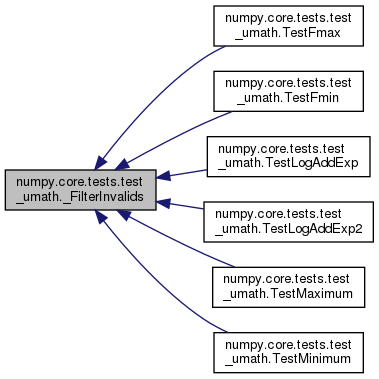 numpy.core.tests.test
_umath.TestFmax
numpy.core.tests.test
_umath.TestFmin
numpy.core.tests.test
_umath.TestLogAddExp
numpy.core.tests.test
_umath._FilterInvalids
numpy.core.tests.test
_umath.TestLogAddExp2
numpy.core.tests.test
_umath.TestMaximum
numpy.core.tests.test
_umath.TestMinimum